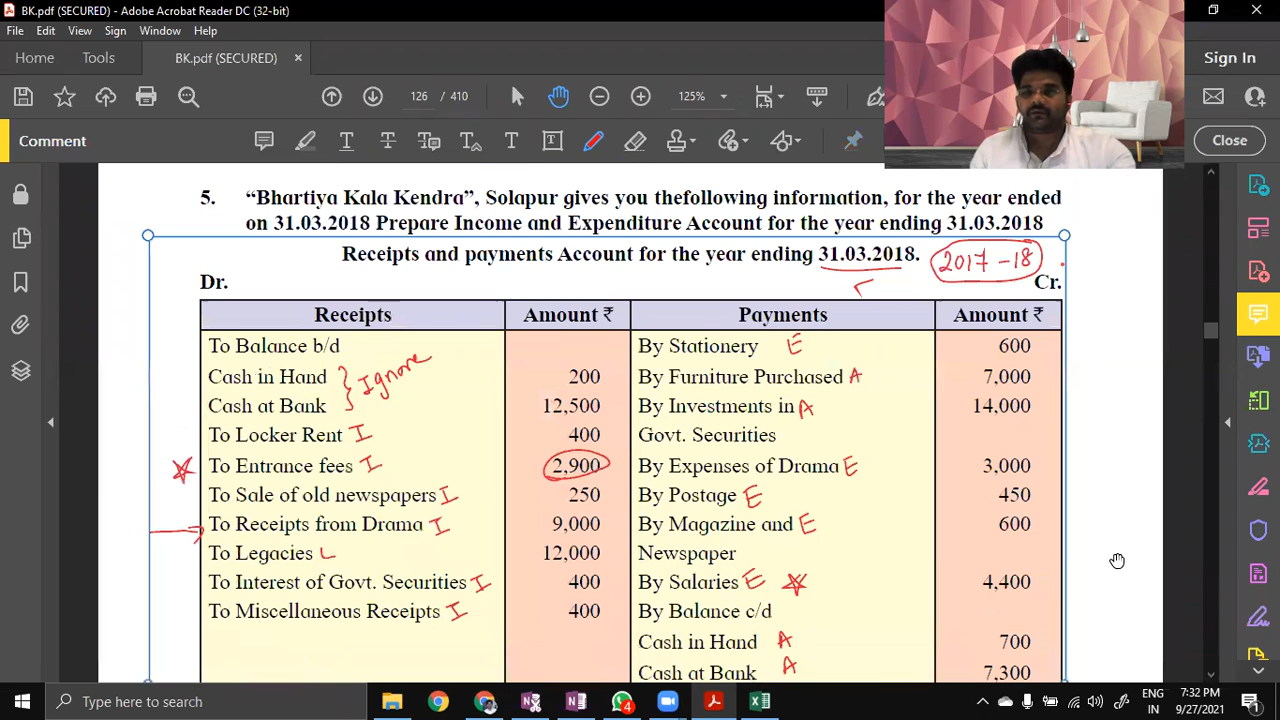 BK.pdf (SECURED) - Adobe Acrobat Reader DC (32-bit)
File Edit View Sign Window Help
Home Tools BK.pdf (SECURED) × Sign In
126 / 410 125%
Comment Close
5. “Bhartiya Kala Kendra”, Solapur gives you thefollowing information, for the year ended
on 31.03.2018 Prepare Income and Expenditure Account for the year ending 31.03.2018
Receipts and payments Account for the year ending 31.03.2018. 2017-18
Dr. Cr.
Receipts Amount ₹ Payments Amount ₹
To Balance b/d By Stationery E 600
Cash in Hand Ignore 200 By Furniture Purchased A 7,000
Cash at Bank 12,500 By Investments in A 14,000
To Locker Rent I 400 Govt. Securities
To Entrance fees I 2,900 By Expenses of Drama E 3,000
To Sale of old newspapers I 250 By Postage E 450
To Receipts from Drama I 9,000 By Magazine and E 600
To Legacies L 12,000 Newspaper
To Interest of Govt. Securities I 400 By Salaries E 4,400
To Miscellaneous Receipts I 400 By Balance c/d
Cash in Hand A 700
Cash at Bank A 7,300
Type here to search 4 ENG 7:32 PM
IN 9/27/2021 1